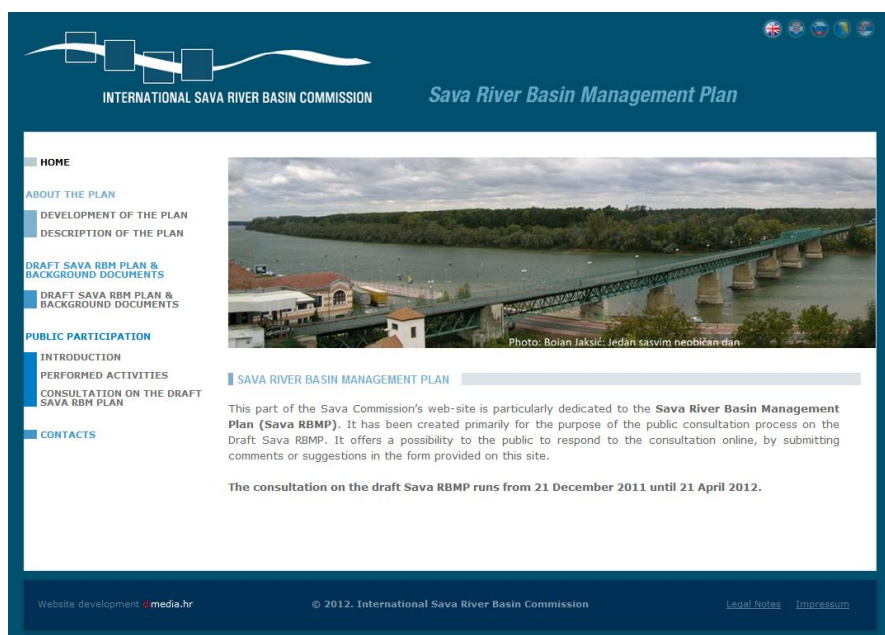 INTERNATIONAL SAVA RIVER BASIN COMMISSION
Sava River Basin Management Plan
HOME
ABOUT THE PLAN
DEVELOPMENT OF THE PLAN
DESCRIPTION OF THE PLAN
DRAFT SAVA RBM PLAN &
BACKGROUND DOCUMENTS
DRAFT SAVA RBM PLAN &
BACKGROUND DOCUMENTS
PUBLIC PARTICIPATION
INTRODUCTION
PERFORMED ACTIVITIES
CONSULTATION ON THE DRAFT
SAVA RBM PLAN
CONTACTS
Photo: Bojan Jaksić: Jedan sasvim neobičan dan
SAVA RIVER BASIN MANAGEMENT PLAN
This part of the Sava Commission's web-site is particularly dedicated to the Sava River Basin Management
Plan (Sava RBMP). It has been created primarily for the purpose of the public consultation process on the
Draft Sava RBMP. It offers a possibility to the public to respond to the consultation online, by submitting
comments or suggestions in the form provided on this site.
The consultation on the draft Sava RBMP runs from 21 December 2011 until 21 April 2012.
Website development dimedia.hr
© 2012. International Sava River Basin Commission
Legal Notes Impressum